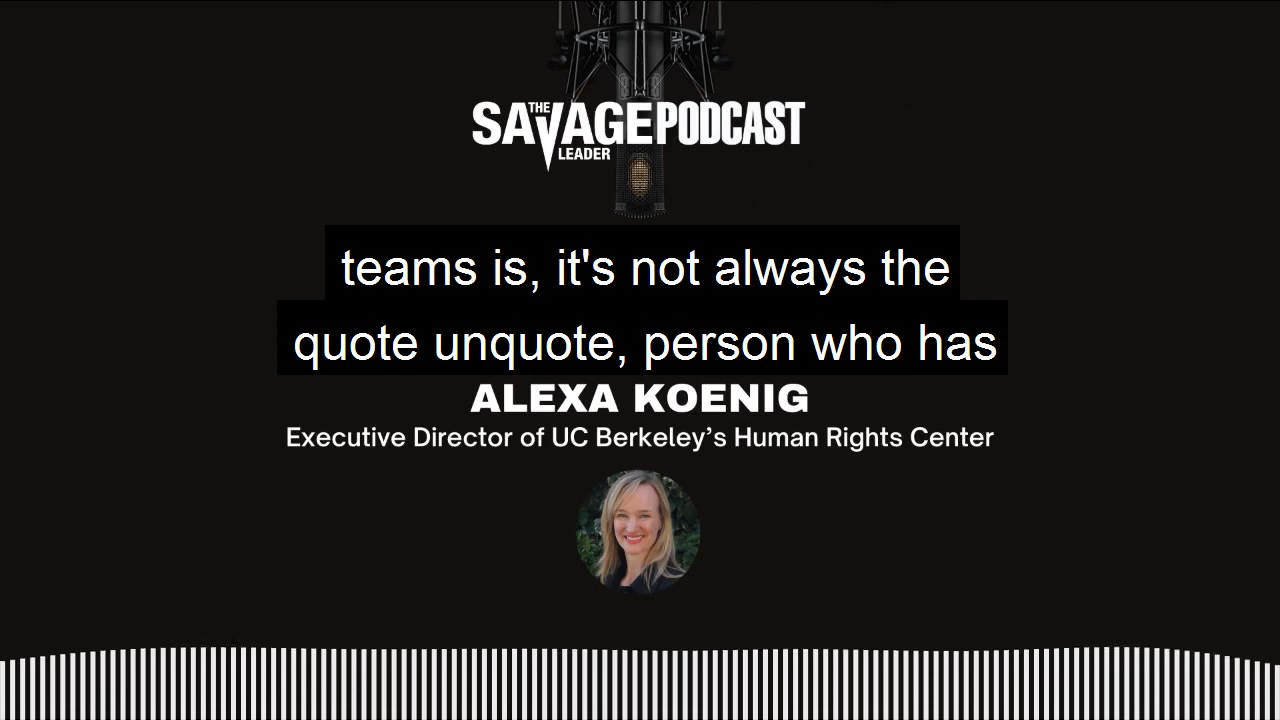 THE
SAVAGE PODCAST
LEADER
teams is, it's not always the
quote unquote, person who has
ALEXA KOENIG
Executive Director of UC Berkeley’s Human Rights Center